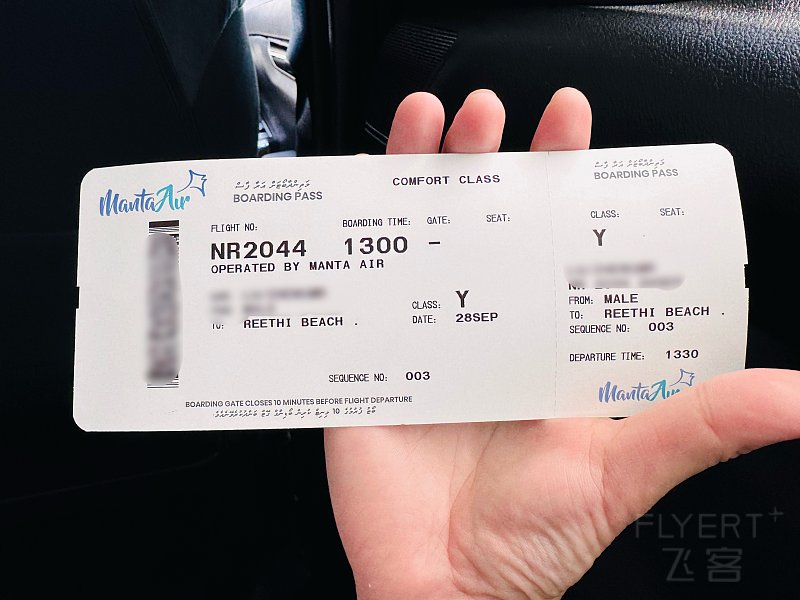 MantaAir
BOARDING PASS
COMFORT CLASS
FLIGHT NO: BOARDING TIME: GATE: SEAT:
NR2044 1300 -
OPERATED BY MANTA AIR
CLASS: Y
TO: REETHI BEACH . DATE: 28SEP
SEQUENCE NO: 003
BOARDING GATE CLOSES 10 MINUTES BEFORE FLIGHT DEPARTURE
BOARDING PASS
CLASS: SEAT:
Y
FROM: MALE
TO: REETHI BEACH .
SEQUENCE NO: 003
DEPARTURE TIME: 1330
MantaAir
FLYERT+
飞客